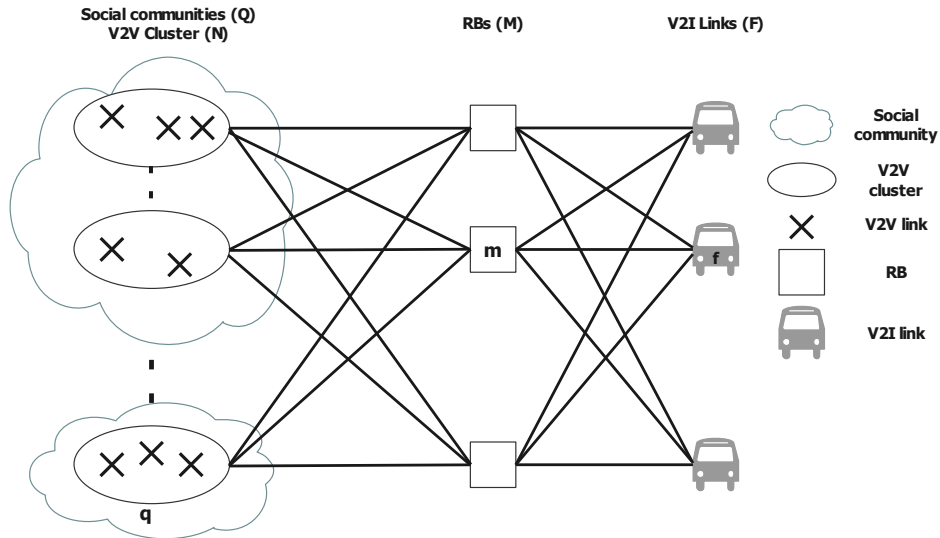 Social communities (Q)
V2V Cluster (N)
RBs (M)
V2I Links (F)
Social
community
V2V
cluster
V2V link
m
f
RB
V2I link
q